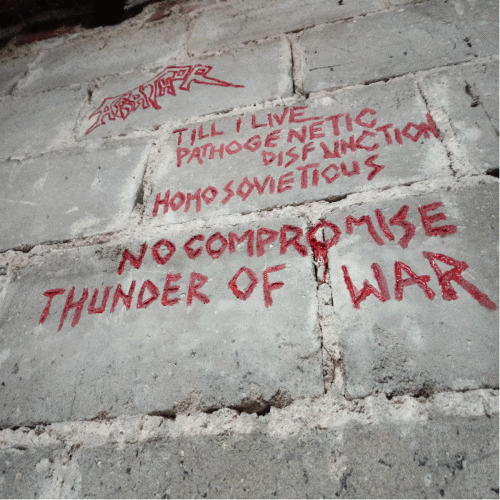 TILL i LIVE
PATHOGENETIC
DISFUNCTION
HOMO SOVIETICUS
NO COMPROMISE
THUNDER OF WAR